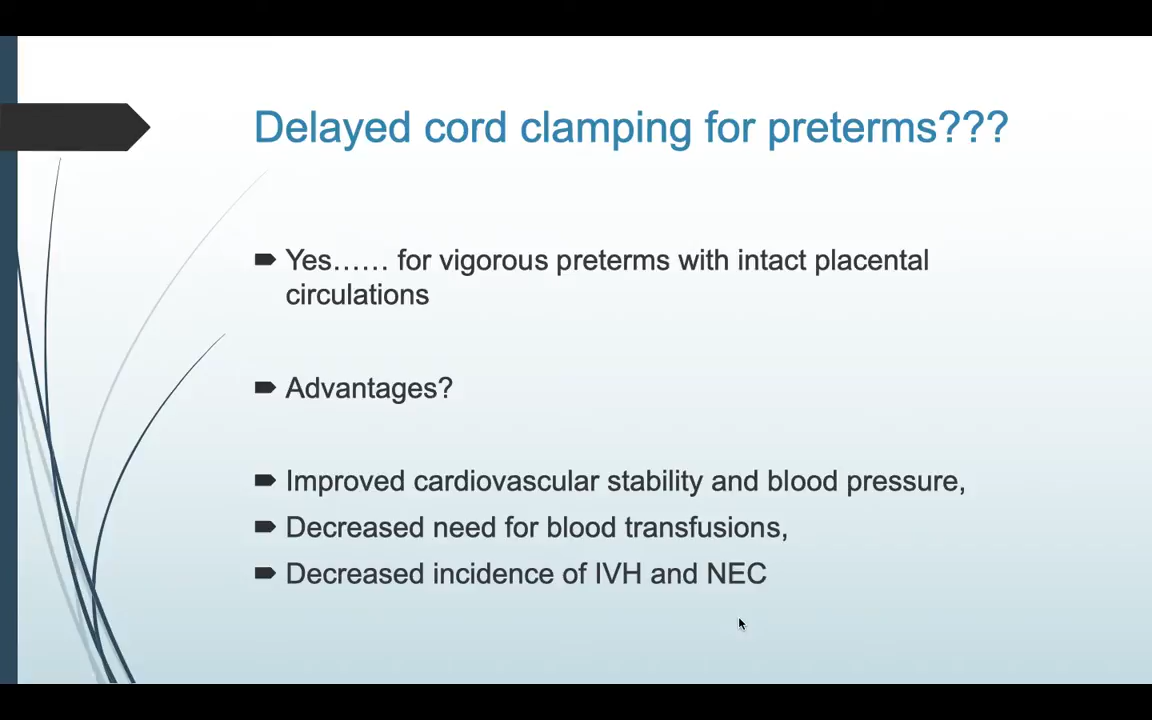 Delayed cord clamping for preterms???
Yes...... for vigorous preterms with intact placental
circulations
Advantages?
Improved cardiovascular stability and blood pressure,
Decreased need for blood transfusions,
Decreased incidence of IVH and NEC